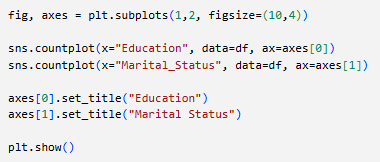 fig, axes = plt.subplots(1,2, figsize=(10,4))
sns.countplot(x="Education", data=df, ax=axes[0])
sns.countplot(x="Marital_Status", data=df, ax=axes[1])
axes[0].set_title("Education")
axes[1].set_title("Marital Status")
plt.show()